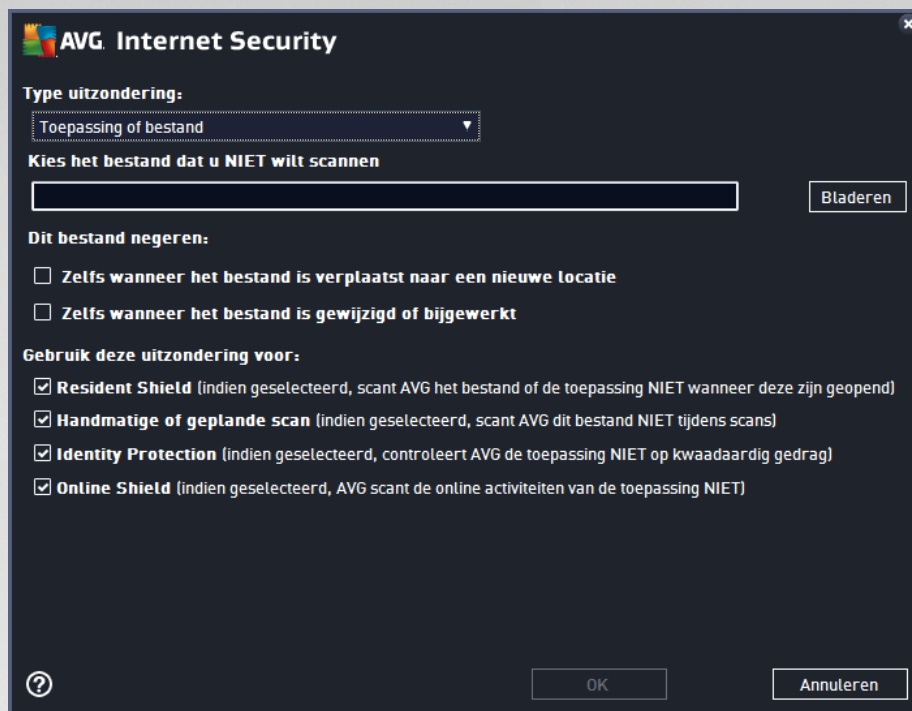 AVG. Internet Security
Type uitzondering:
Toepassing of bestand
Kies het bestand dat u NIET wilt scannen
Bladeren
Dit bestand negeren:
Zelfs wanneer het bestand is verplaatst naar een nieuwe locatie
Zelfs wanneer het bestand is gewijzigd of bijgewerkt
Gebruik deze uitzondering voor:
Resident Shield (indien geselecteerd, scant AVG het bestand of de toepassing NIET wanneer deze zijn geopend)
Handmatige of geplande scan (indien geselecteerd, scant AVG dit bestand NIET tijdens scans)
Identity Protection (indien geselecteerd, controleert AVG de toepassing NIET op kwaadaardig gedrag)
Online Shield (indien geselecteerd, AVG scant de online activiteiten van de toepassing NIET)
?
OK
Annuleren